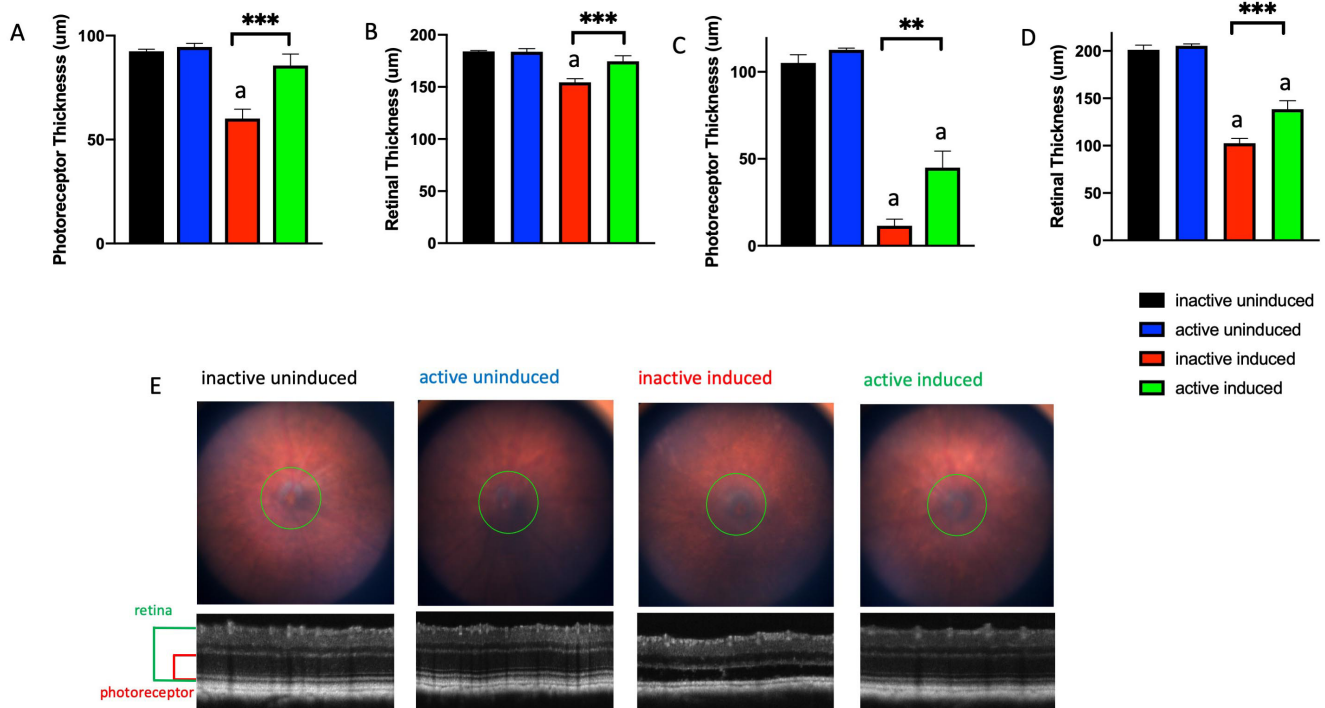 A
Photoreceptor Thickness (um)
100
50
0
a
***
B
Retinal Thickness (um)
200
150
100
50
0
a
***
C
Photoreceptor Thicknesss (um)
100
50
0
a
a
**
D
Retinal Thickness (um)
200
150
100
50
0
a
a
***
inactive uninduced
active uninduced
inactive induced
active induced
E
inactive uninduced
active uninduced
inactive induced
active induced
retina
photoreceptor